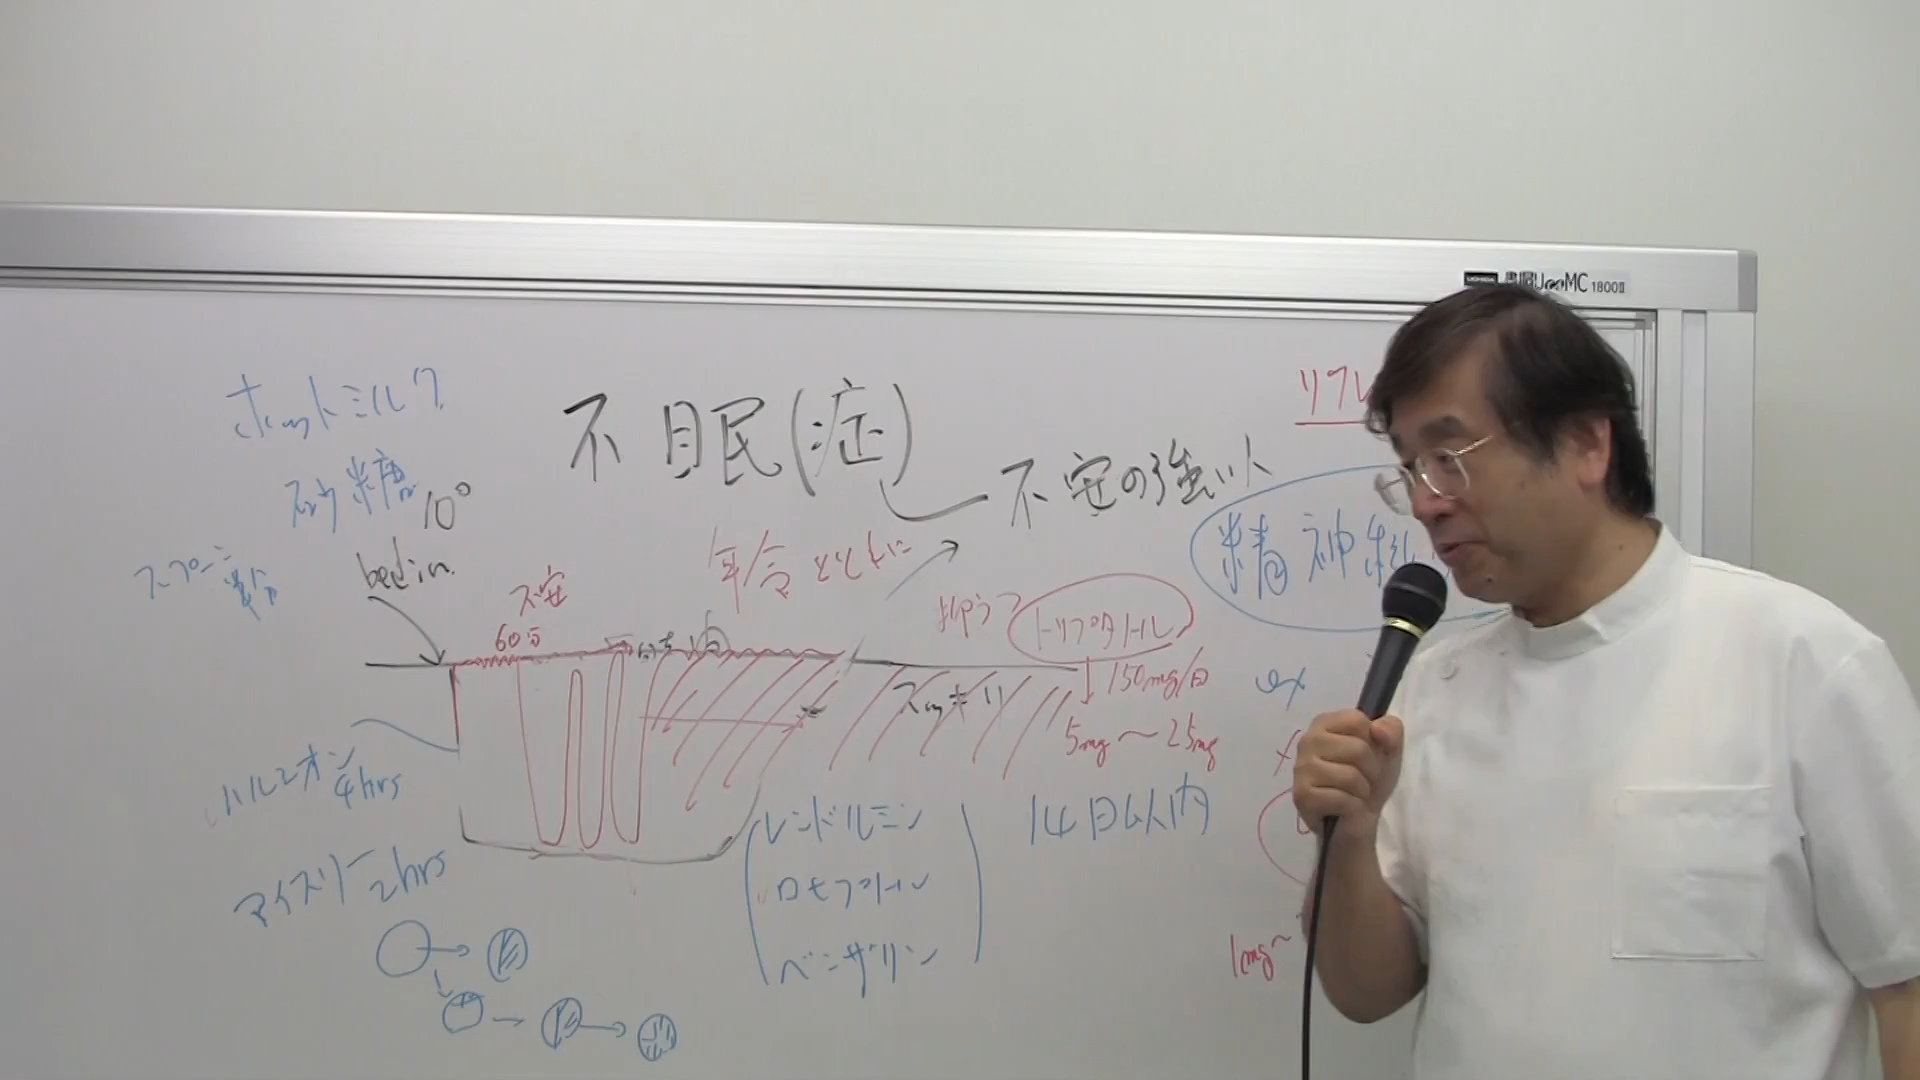 MC 1800Ⅱ
ホットミルク
砂糖
スプーン
10°
bed in.
不眠(症)
不安の強い人
年令とともに
リフレ
精神科
不安
60分
抑うつ
トリプタノール
150mg/日
5mg〜25mg
スッキリ
ハルシオン
4hrs
マイスリー
2hrs
レンドルミン
ロヒプノール
ベンザリン
14日以内
ex
1mg〜